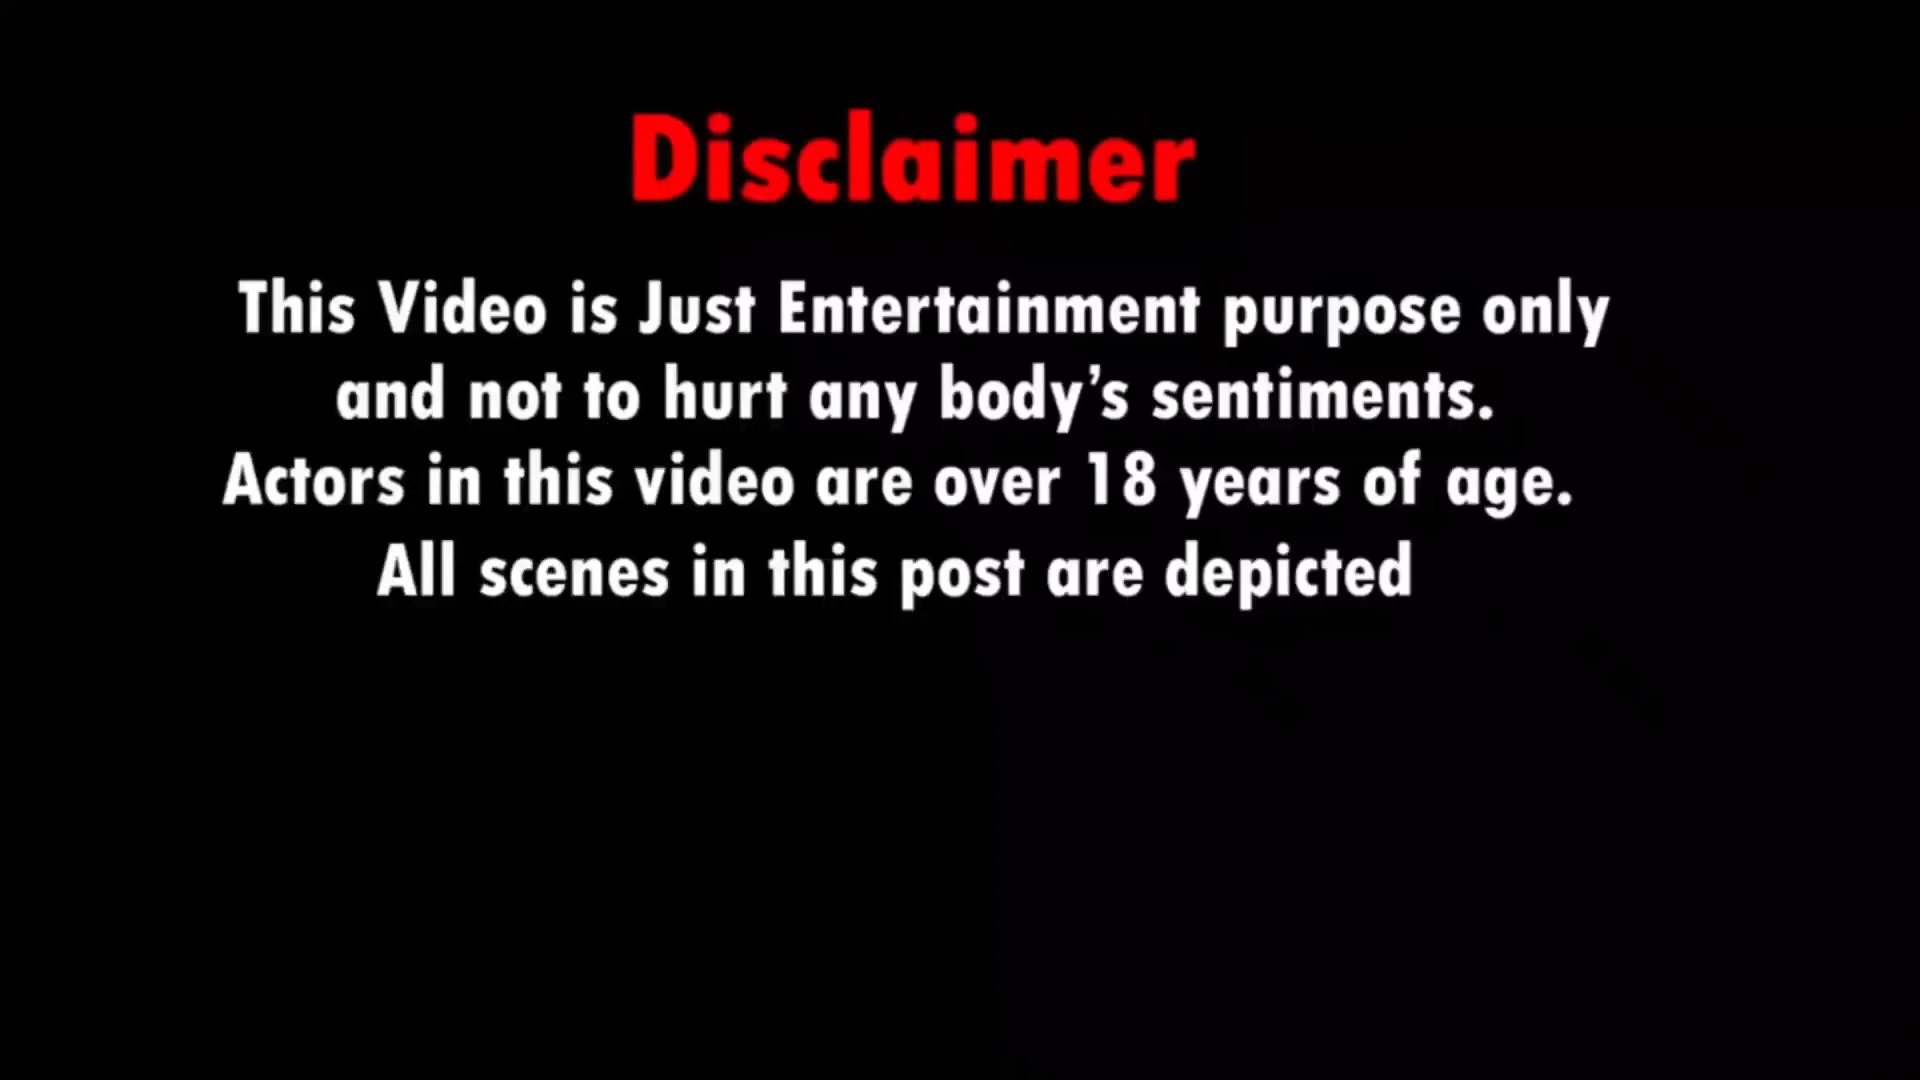 Disclaimer
This Video is Just Entertainment purpose only
and not to hurt any body’s sentiments.
Actors in this video are over 18 years of age.
All scenes in this post are depicted